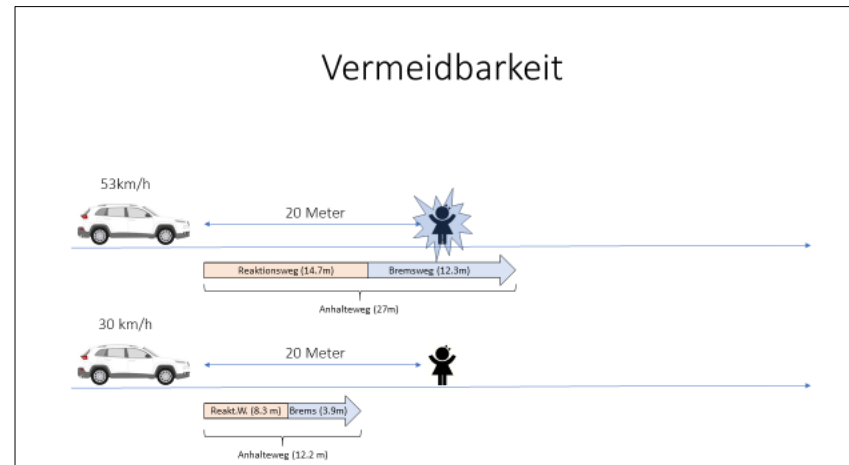 Vermeidbarkeit
53km/h
20 Meter
Reaktionsweg (14.7m) Bremsweg (12.3m)
Anhalteweg (27m)
30 km/h
20 Meter
Reakt.W. (8.3 m) Brems (3.9m)
Anhalteweg (12.2 m)